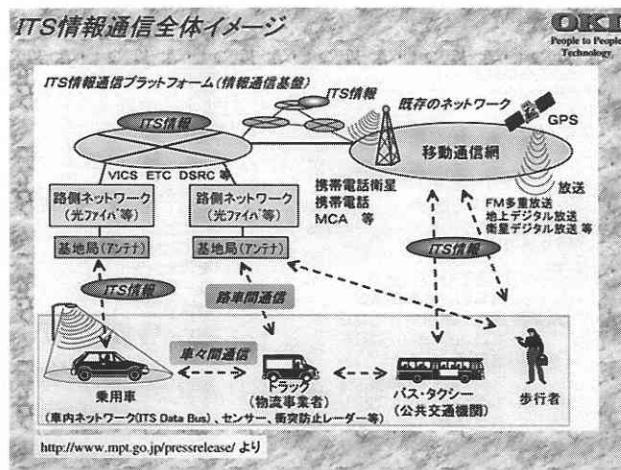 ITS情報通信全体イメージ
OKI
People to People
Technology
ITS情報通信プラットフォーム(情報通信基盤)
ITS情報
既存のネットワーク
GPS
ITS情報
移動通信網
VICS ETC DSRC 等
放送
路側ネットワーク
(光ファイバ等)
路側ネットワーク
(光ファイバ等)
携帯電話衛星
携帯電話
MCA 等
FM多重放送
地上デジタル放送
衛星デジタル放送 等
基地局(アンテナ)
基地局(アンテナ)
ITS情報
ITS情報
路車間通信
車々間通信
乗用車
トラック
(物流事業者)
バス・タクシー
(公共交通機関)
歩行者
(車内ネットワーク(ITS Data Bus)、センサー、衝突防止レーダー等)
http://www.mpt.go.jp/pressrelease/ より